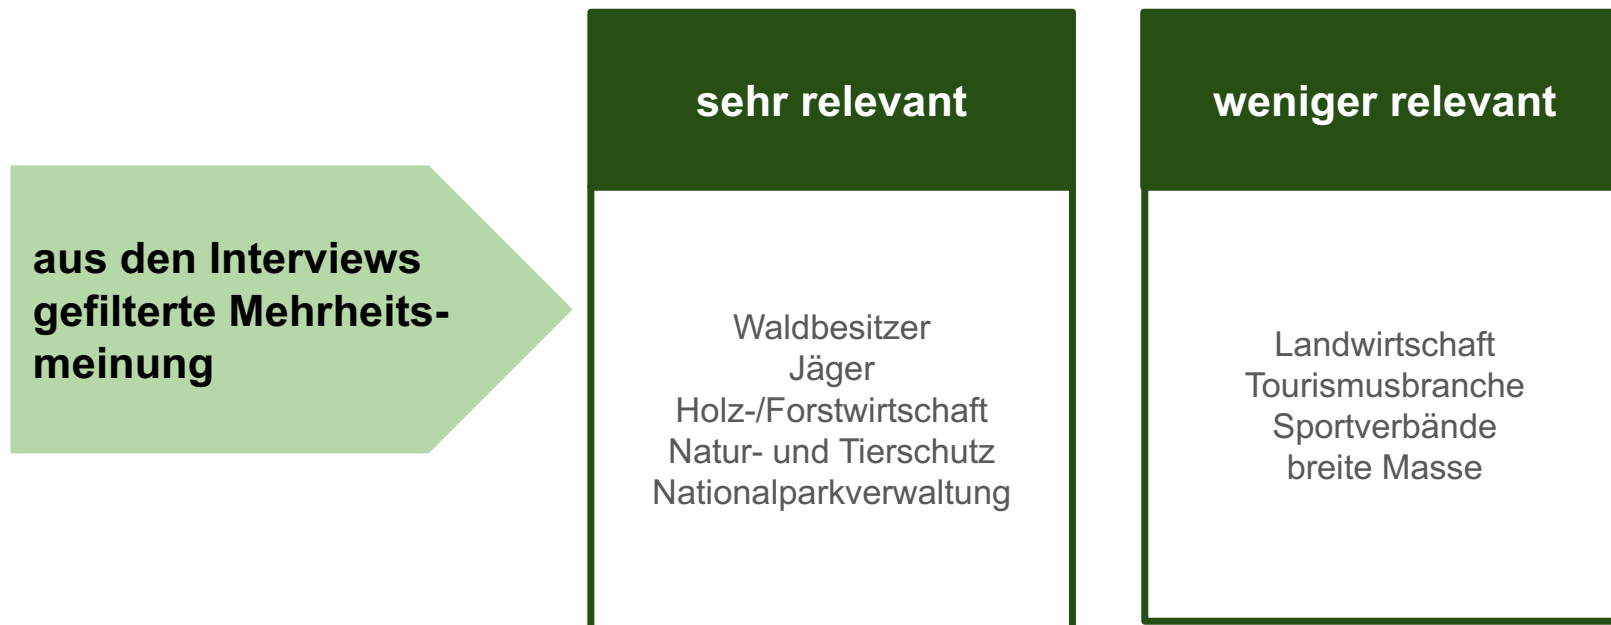 aus den Interviews
gefilterte Mehrheits-
meinung
sehr relevant
Waldbesitzer
Jäger
Holz-/Forstwirtschaft
Natur- und Tierschutz
Nationalparkverwaltung
weniger relevant
Landwirtschaft
Tourismusbranche
Sportverbände
breite Masse